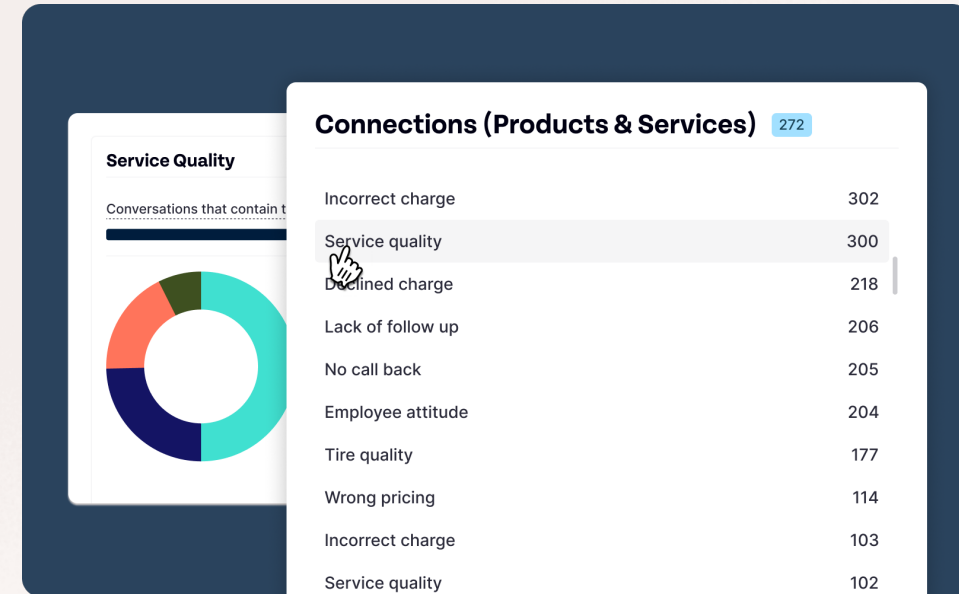 Service Quality
Conversations that contain t
Connections (Products & Services) 272
Incorrect charge 302
Service quality 300
Declined charge 218
Lack of follow up 206
No call back 205
Employee attitude 204
Tire quality 177
Wrong pricing 114
Incorrect charge 103
Service quality 102